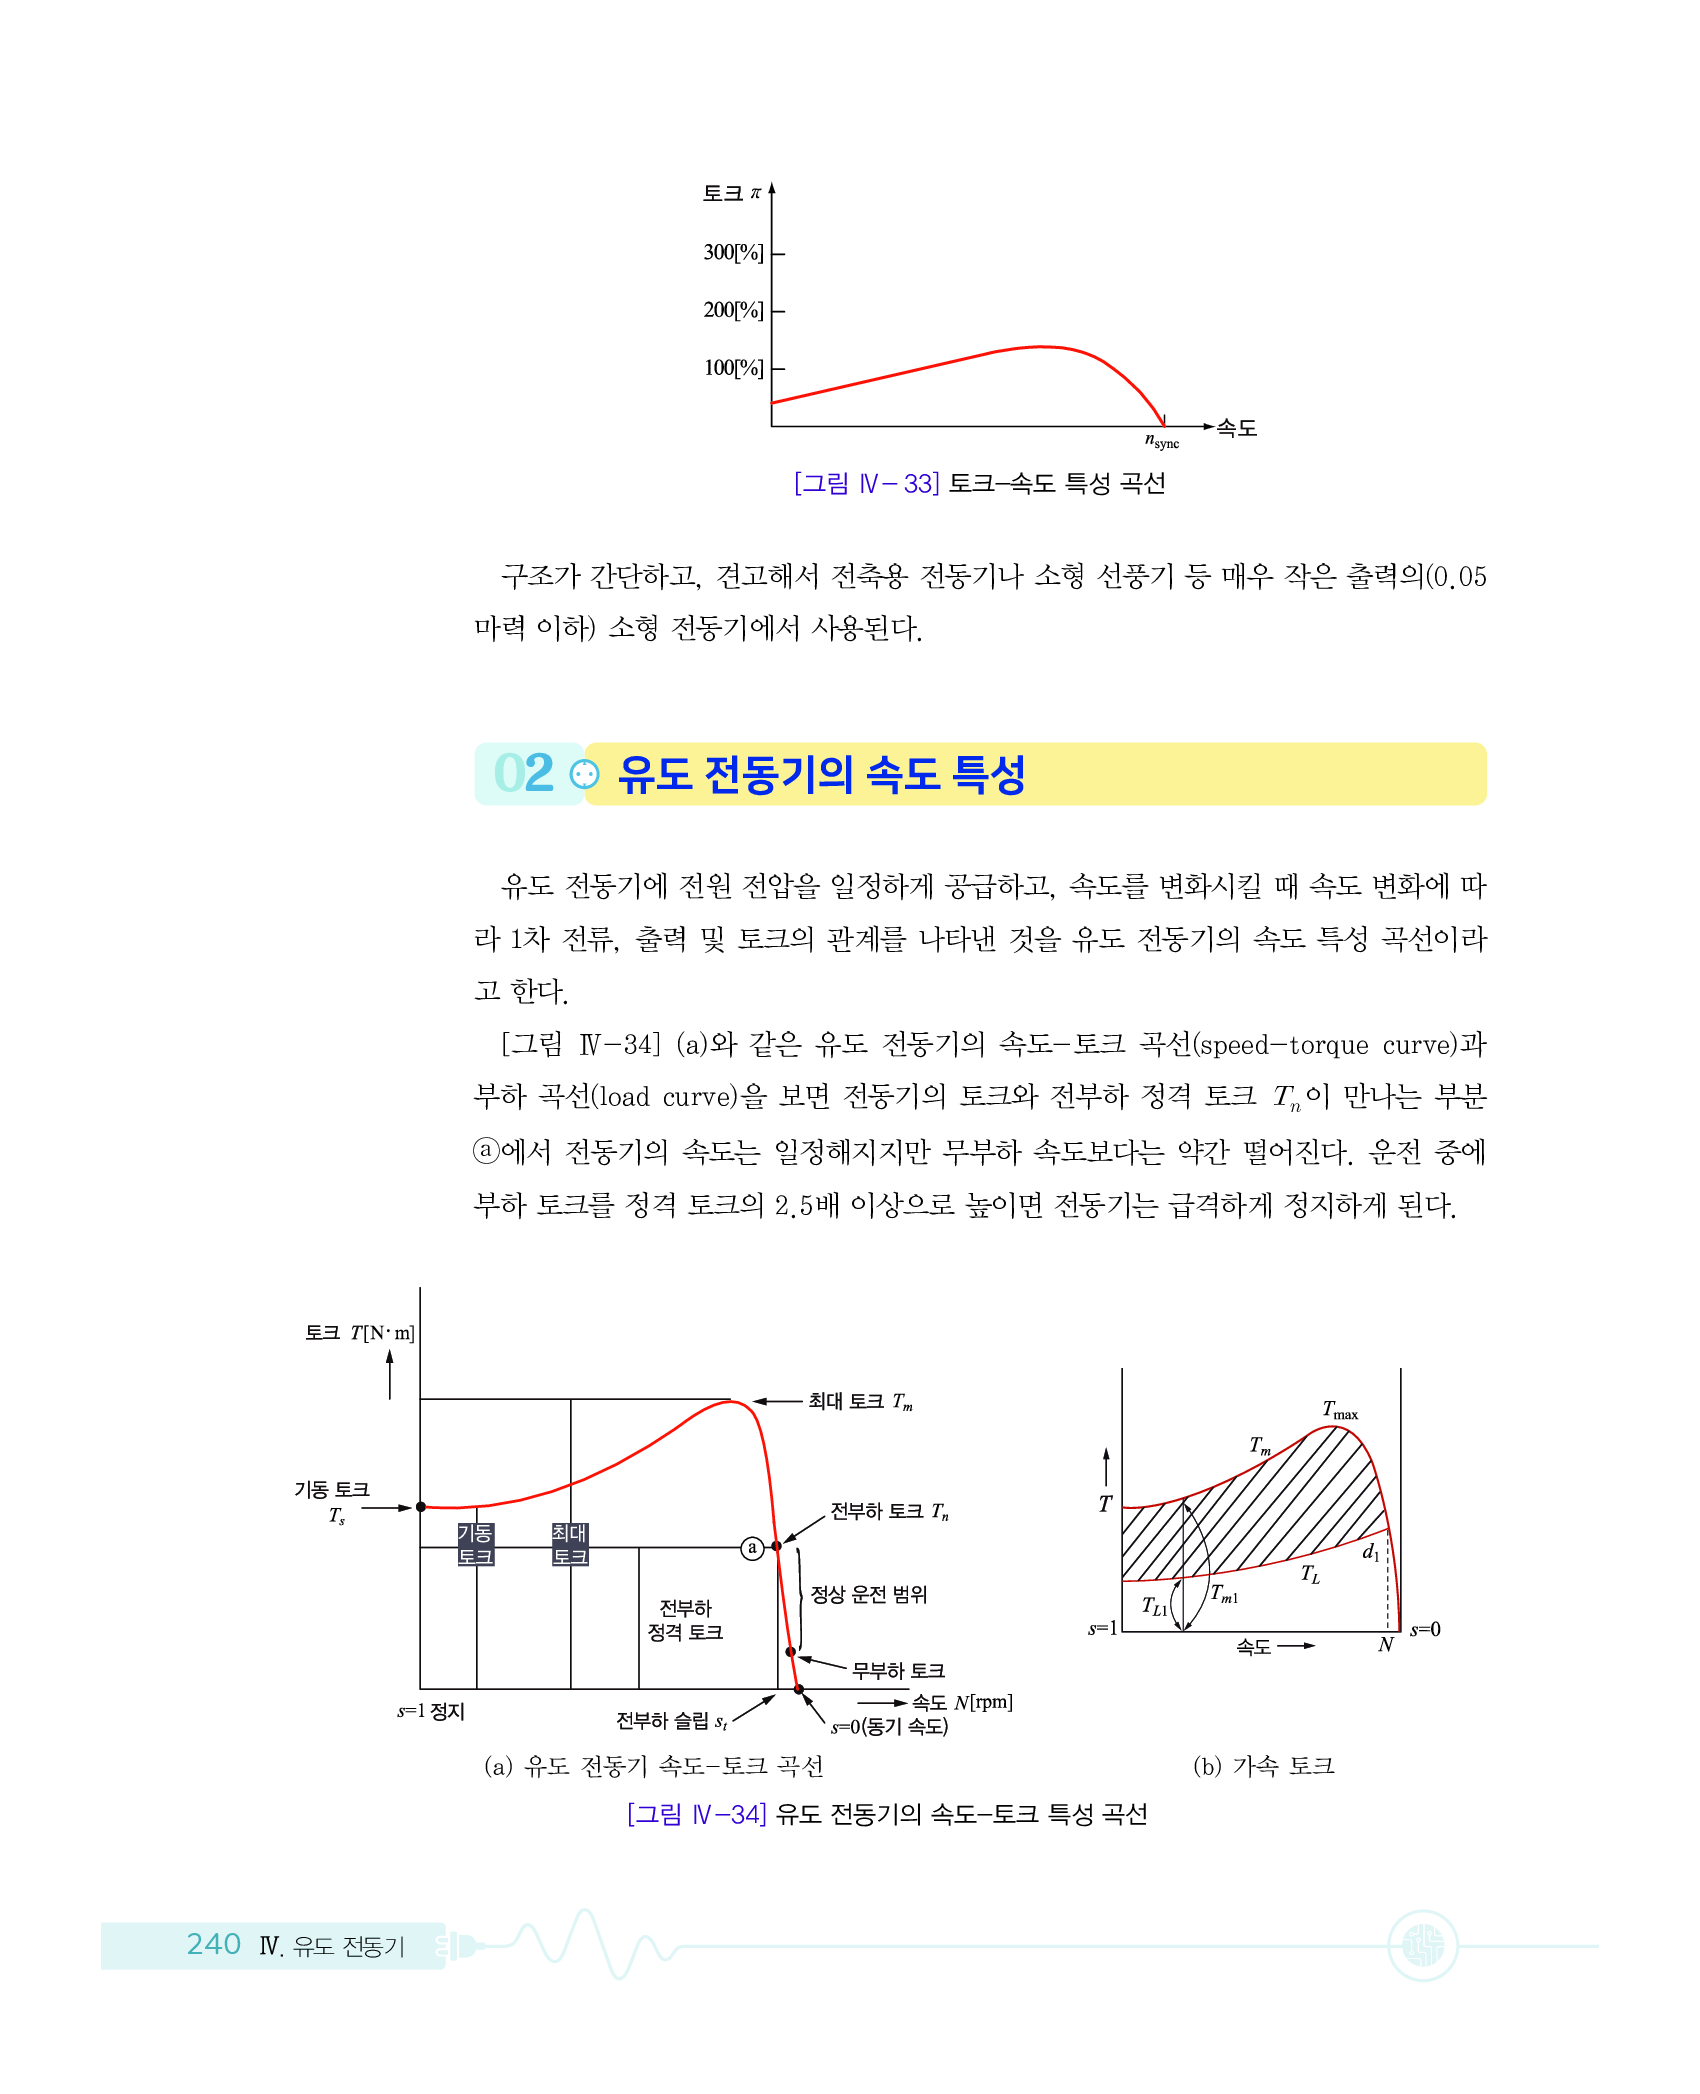 토크 π
300[%]
200[%]
100[%]
속도
nsync
[그림 Ⅳ-33] 토크-속도 특성 곡선
구조가 간단하고, 견고해서 전축용 전동기나 소형 선풍기 등 매우 작은 출력의(0.05
마력 이하) 소형 전동기에서 사용된다.
02 유도 전동기의 속도 특성
유도 전동기에 전원 전압을 일정하게 공급하고, 속도를 변화시킬 때 속도 변화에 따
라 1차 전류, 출력 및 토크의 관계를 나타낸 것을 유도 전동기의 속도 특성 곡선이라
고 한다.
[그림 Ⅳ-34] (a)와 같은 유도 전동기의 속도-토크 곡선(speed-torque curve)과
부하 곡선(load curve)을 보면 전동기의 토크와 전부하 정격 토크 Tn이 만나는 부분
ⓐ에서 전동기의 속도는 일정해지지만 무부하 속도보다는 약간 떨어진다. 운전 중에
부하 토크를 정격 토크의 2.5배 이상으로 높이면 전동기는 급격하게 정지하게 된다.
토크 T[N·m]
최대 토크 Tm
기동 토크
Ts
전부하 토크 Tn
기동
토크
최대
토크
ⓐ
정상 운전 범위
전부하
정격 토크
무부하 토크
속도 N[rpm]
s=1 정지
전부하 슬립 st
s=0(동기 속도)
(a) 유도 전동기 속도-토크 곡선
Tmax
Tm
T
d1
TL
TL1
Tm1
s=1
s=0
속도
N
(b) 가속 토크
[그림 Ⅳ-34] 유도 전동기의 속도-토크 특성 곡선
240 Ⅳ. 유도 전동기